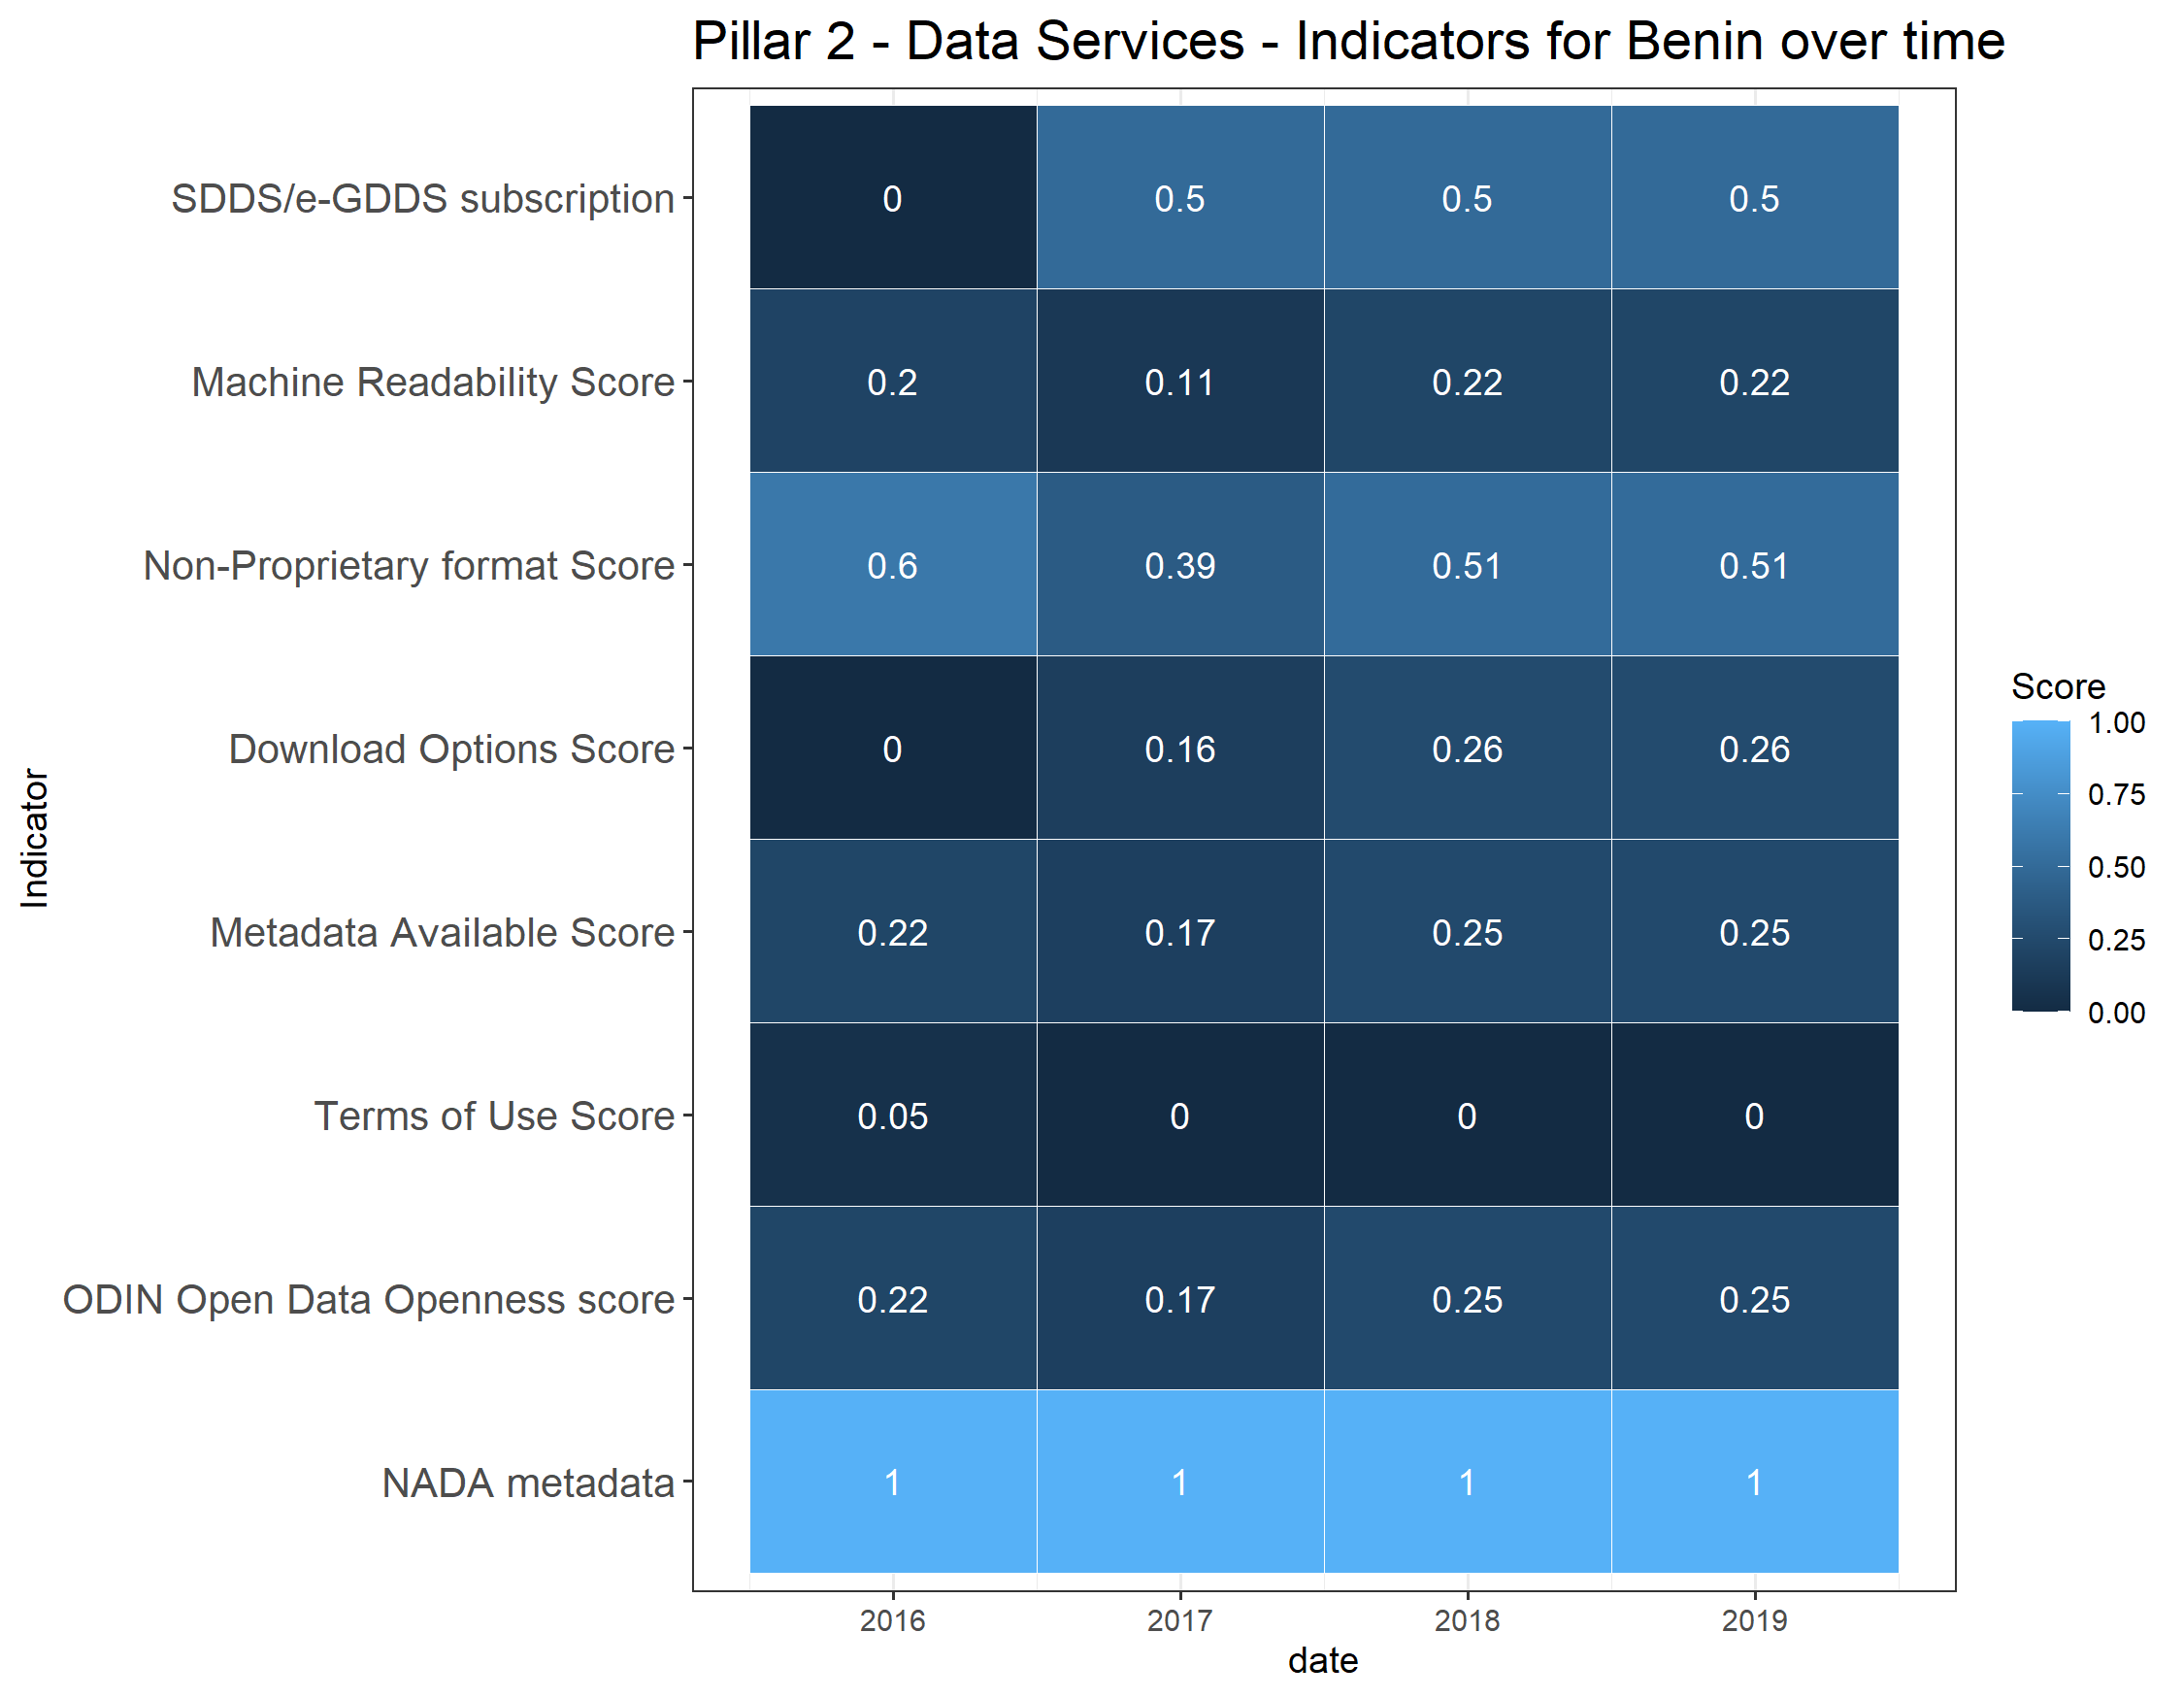 Pillar 2 - Data Services - Indicators for Benin over time
SDDS/e-GDDS subscription 0 0.5 0.5 0.5
Machine Readability Score 0.2 0.11 0.22 0.22
Non-Proprietary format Score 0.6 0.39 0.51 0.51
Download Options Score 0 0.16 0.26 0.26
Metadata Available Score 0.22 0.17 0.25 0.25
Terms of Use Score 0.05 0 0 0
ODIN Open Data Openness score 0.22 0.17 0.25 0.25
NADA metadata 1 1 1 1
Indicator
2016 2017 2018 2019
date
Score
1.00
0.75
0.50
0.25
0.00